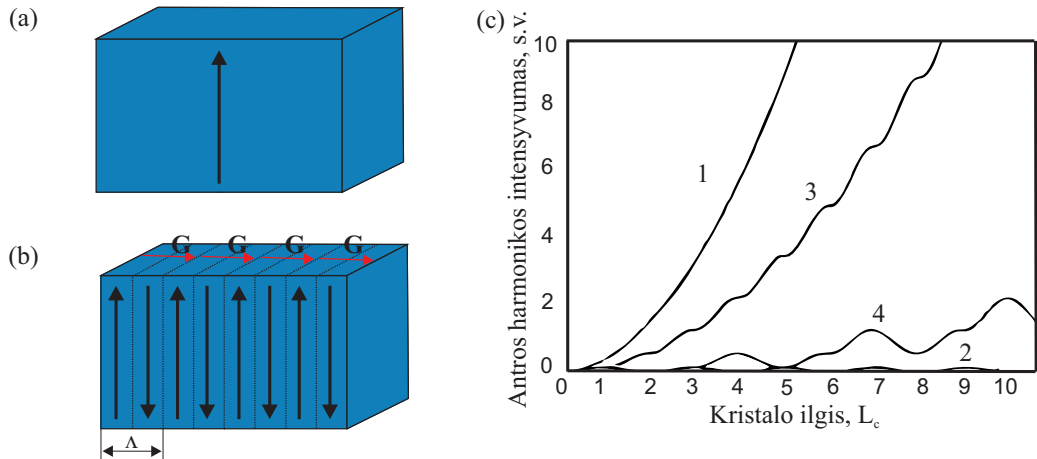 (a)
(b)
G G G G
Λ
(c)
Antros harmonikos intensyvumas, s.v.
10
8
6
4
2
0
0 1 2 3 4 5 6 7 8 9 10
Kristalo ilgis, L_c
1
3
4
2